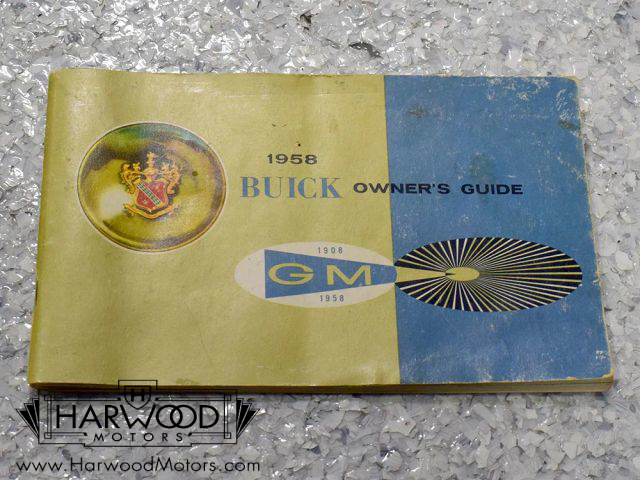 1958
BUICK OWNER'S GUIDE
1908
GM
1958
H
HARWOOD
MOTORS
www.HarwoodMotors.com